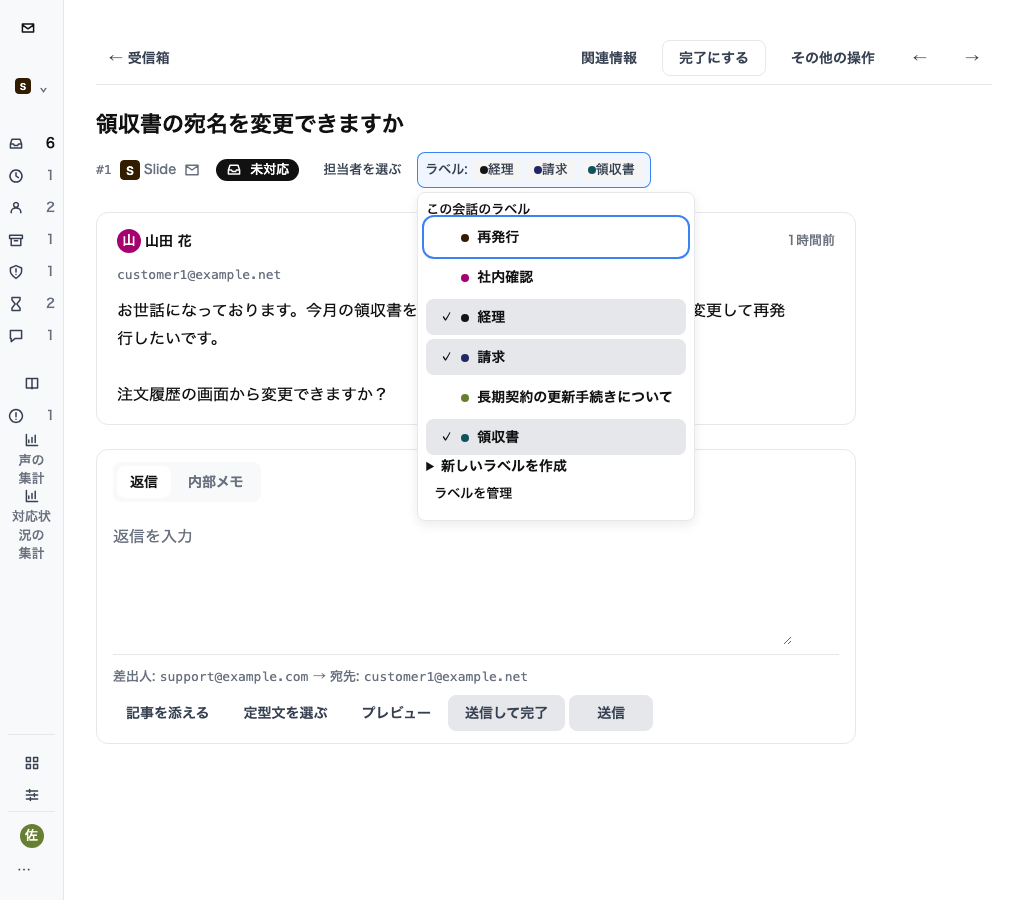 S
6
1
2
1
1
2
1
1
声の
集計
対応状
況の
集計
佐
…
← 受信箱
関連情報
完了にする
その他の操作
←
→
領収書の宛名を変更できますか
#1 S Slide 未対応 担当者を選ぶ ラベル: 経理 請求 領収書
この会話のラベル
再発行
社内確認
✓ 経理
✓ 請求
長期契約の更新手続きについて
✓ 領収書
▶ 新しいラベルを作成
ラベルを管理
山 山田 花
1時間前
customer1@example.net
お世話になっております。今月の領収書を
変更して再発
行したいです。
注文履歴の画面から変更できますか？
返信 内部メモ
返信を入力
差出人: support@example.com → 宛先: customer1@example.net
記事を添える 定型文を選ぶ プレビュー 送信して完了 送信